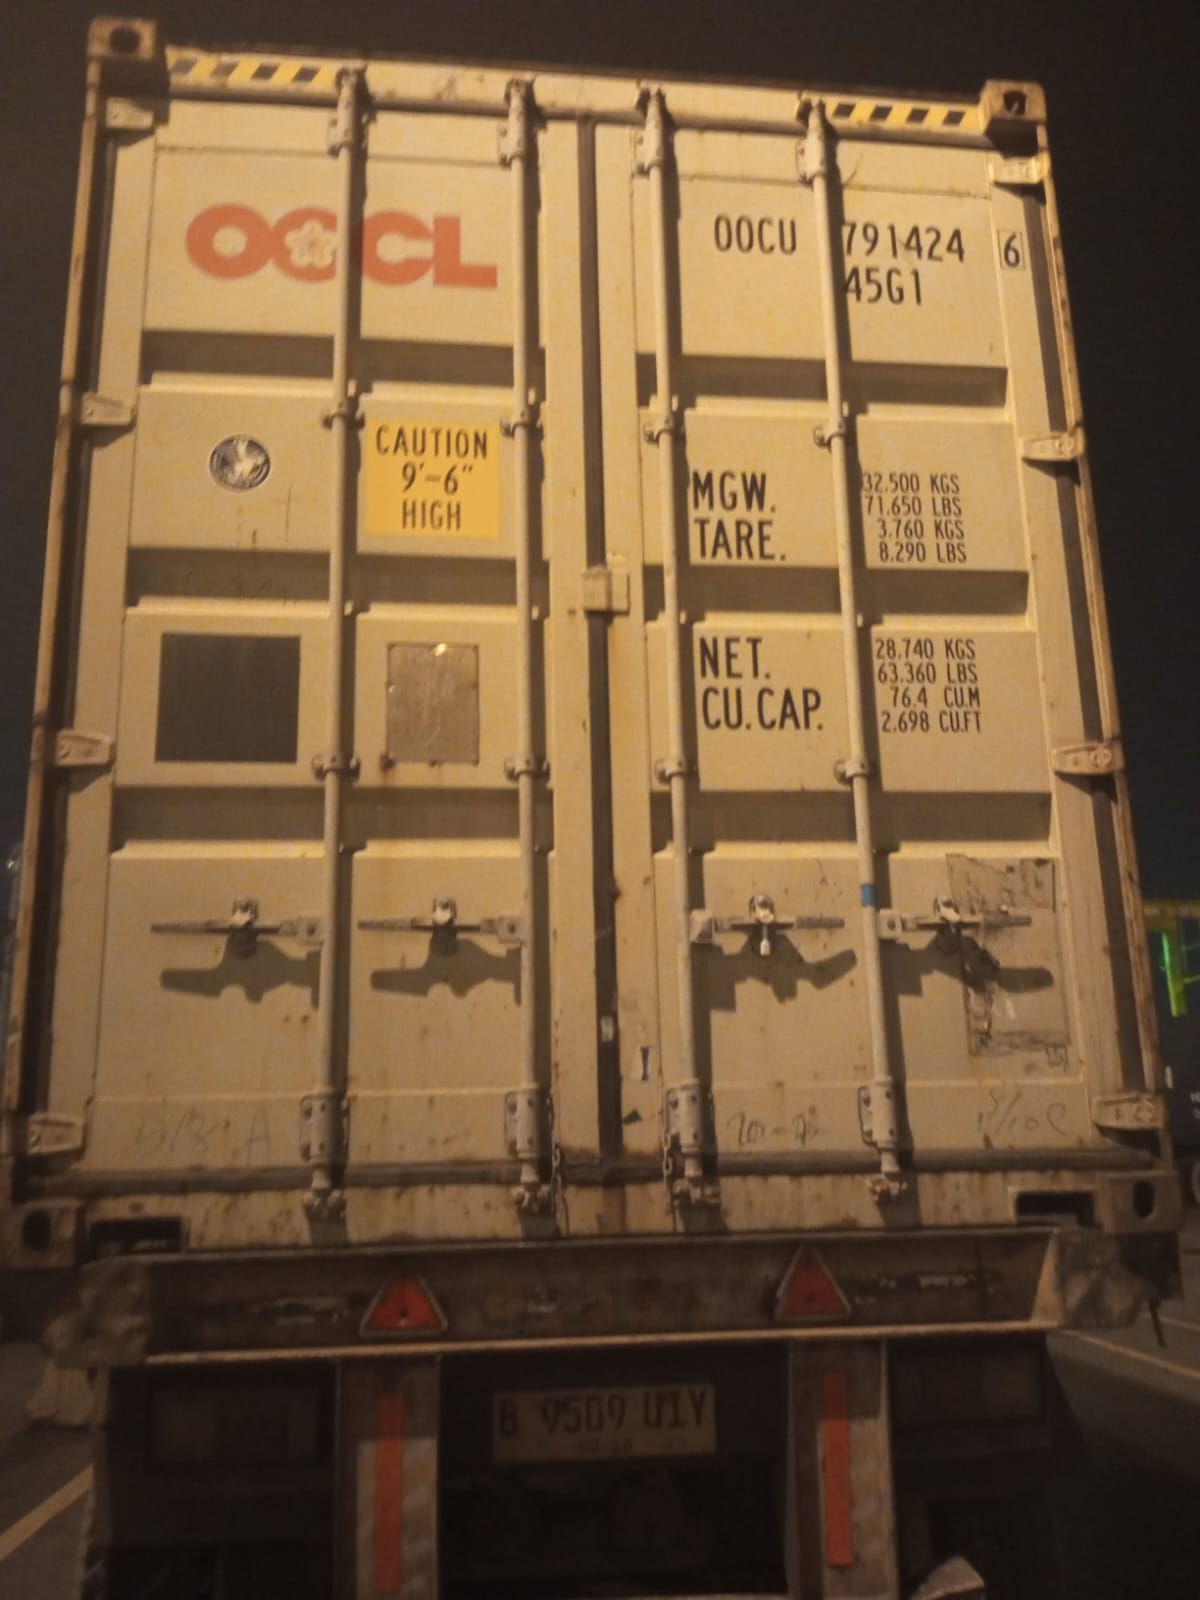 OOCL
OOCU 791424 6
45G1
CAUTION
9'-6"
HIGH
MGW. 32.500 KGS
71.650 LBS
TARE. 3.760 KGS
8.290 LBS
NET. 28.740 KGS
63.360 LBS
CU.CAP. 76.4 CU.M
2.698 CU.FT
B 9509 UIY